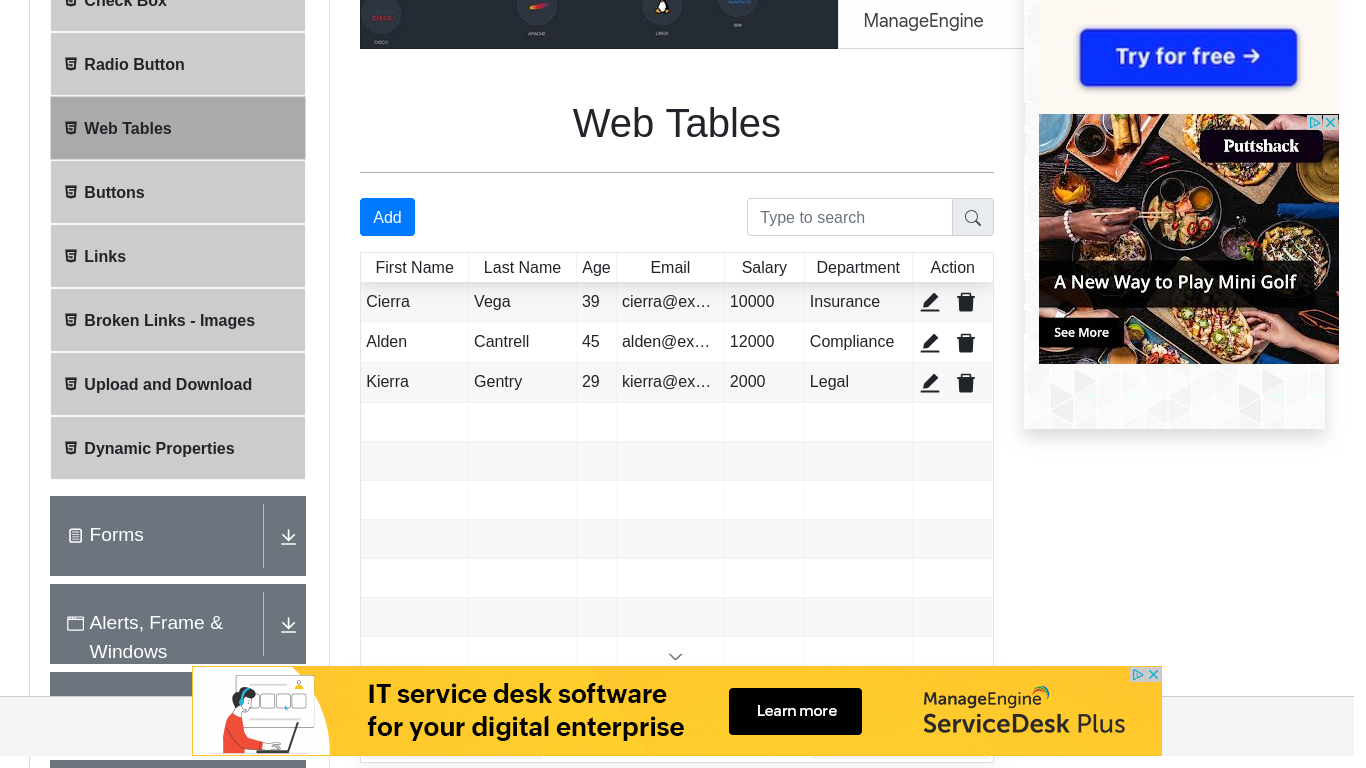 Check Box
Radio Button
Web Tables
Buttons
Links
Broken Links - Images
Upload and Download
Dynamic Properties
Forms
Alerts, Frame &
Windows
CISCO
CISCO
APACHE
LINUX
ManageEngine
Web Tables
Add
Type to search
First Name Last Name Age Email Salary Department Action
Cierra Vega 39 cierra@ex… 10000 Insurance
Alden Cantrell 45 alden@ex… 12000 Compliance
Kierra Gentry 29 kierra@ex… 2000 Legal
Try for free →
Puttshack
A New Way to Play Mini Golf
See More
IT service desk software
for your digital enterprise
Learn more
ManageEngine
ServiceDesk Plus